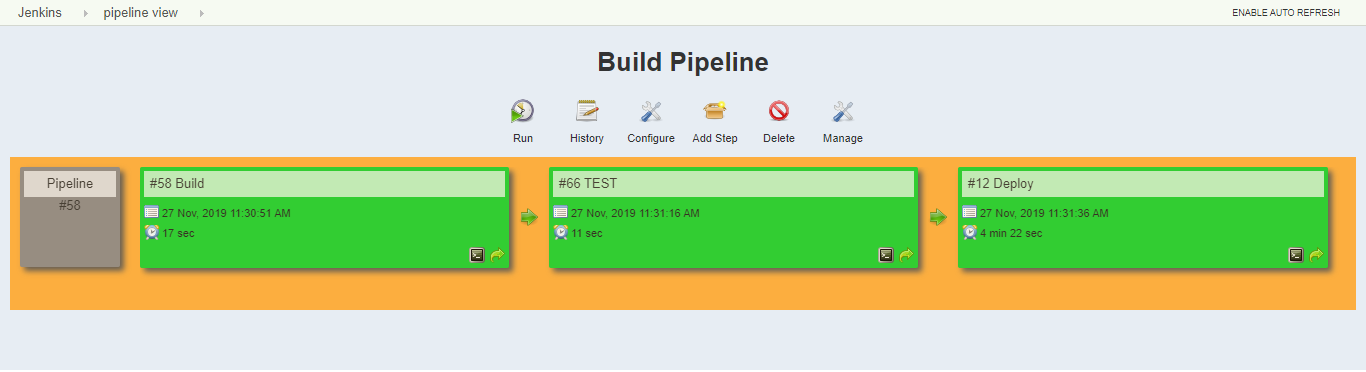 Jenkins
pipeline view
ENABLE AUTO REFRESH
Build Pipeline
Run
History
Configure
Add Step
Delete
Manage
Pipeline
#58
#58 Build
27 Nov, 2019 11:30:51 AM
17 sec
#66 TEST
27 Nov, 2019 11:31:16 AM
11 sec
#12 Deploy
27 Nov, 2019 11:31:36 AM
4 min 22 sec